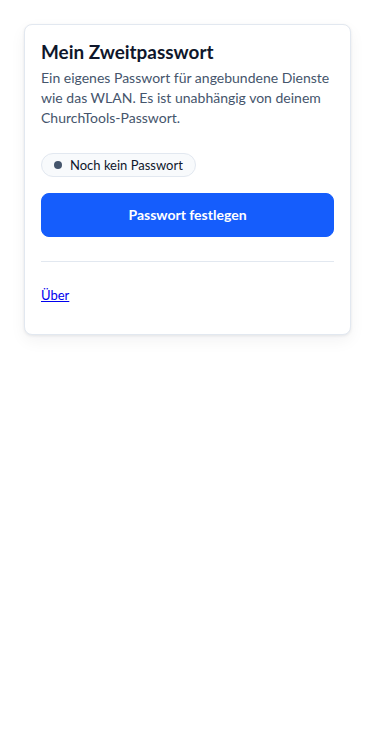 Mein Zweitpasswort
Ein eigenes Passwort für angebundene Dienste
wie das WLAN. Es ist unabhängig von deinem
ChurchTools-Passwort.
Noch kein Passwort
Passwort festlegen
Über